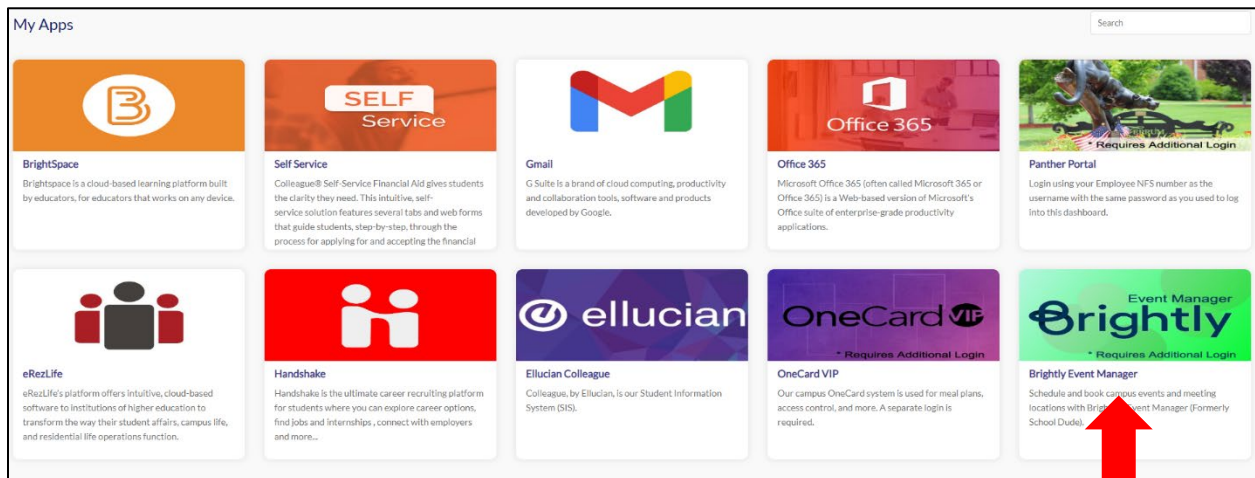 My Apps
Search
B
SELF
Service
Office 365
* Requires Additional Login
BrightSpace
Brightspace is a cloud-based learning platform built
by educators, for educators that works on any device.
Self Service
Colleague® Self-Service Financial Aid gives students
the clarity they need. This intuitive, self-
service solution features several tabs and web forms
that guide students, step-by-step, through the
process for applying for and accepting the financial
Gmail
G Suite is a brand of cloud computing, productivity
and collaboration tools, software and products
developed by Google.
Office 365
Microsoft Office 365 (often called Microsoft 365 or
Office 365) is a Web-based version of Microsoft's
Office suite of enterprise-grade productivity
applications.
Panther Portal
Login using your Employee NFS number as the
username with the same password as you used to log
into this dashboard.
ellucian
OneCard VIP
* Requires Additional Login
Event Manager
Brightly
* Requires Additional Login
eRezLife
eRezLife's platform offers intuitive, cloud-based
software to institutions of higher education to
transform the way their student affairs, campus life,
and residential life operations function.
Handshake
Handshake is the ultimate career recruiting platform
for students where you can explore career options,
find jobs and internships , connect with employers
and more...
Ellucian Colleague
Colleague, by Ellucian, is our Student Information
System (SIS).
OneCard VIP
Our campus OneCard system is used for meal plans,
access control, and more. A separate login is
required.
Brightly Event Manager
Schedule and book campus events and meeting
locations with Event Manager (Formerly
School Dude).